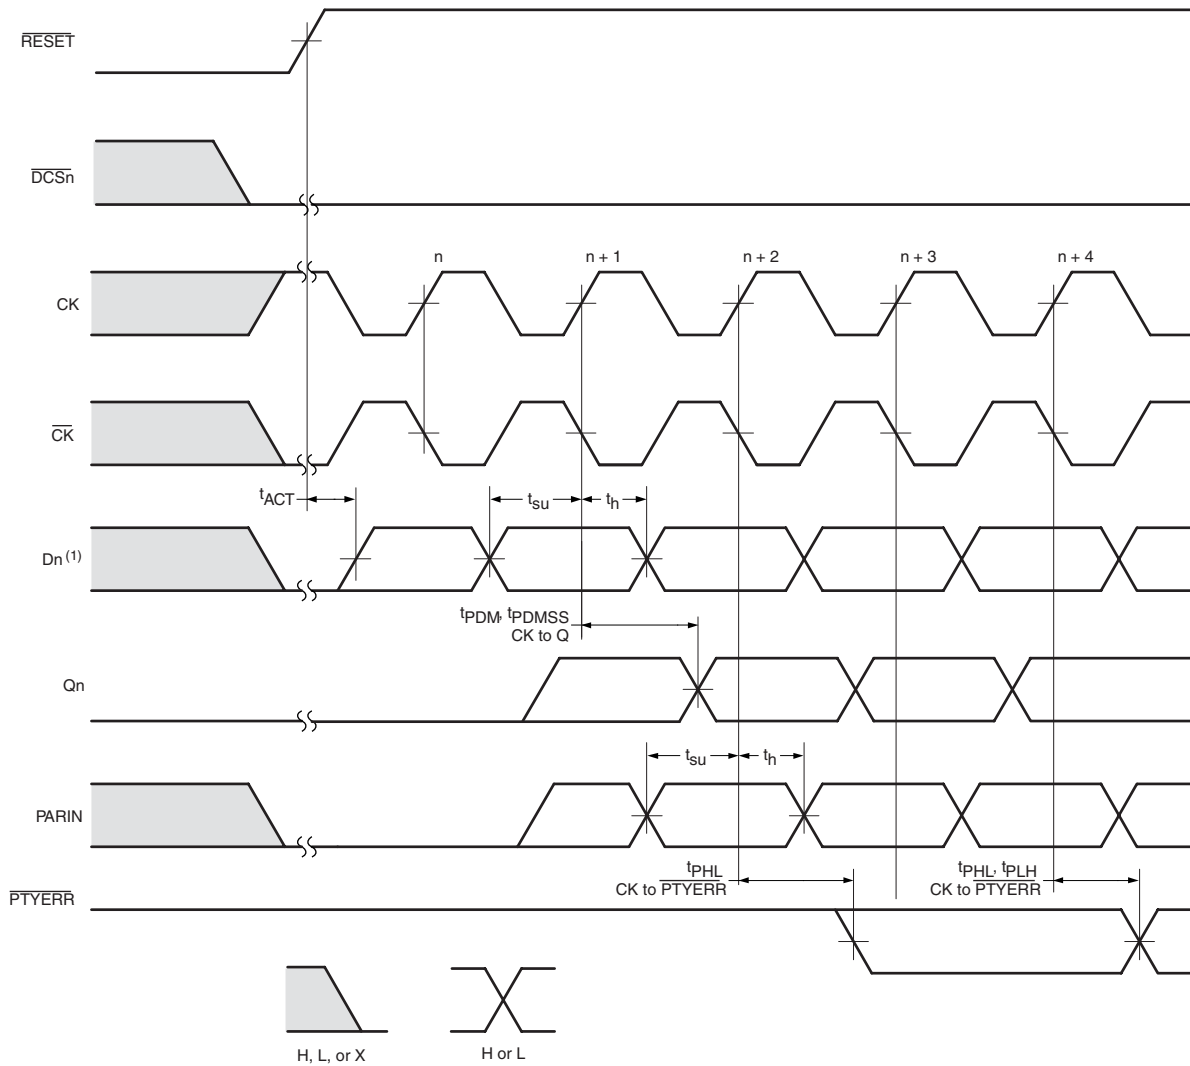 RESET
DCSn
n n + 1 n + 2 n + 3 n + 4
CK
CK
tACT tsu th
Dn(1)
tPDM, tPDMSS
CK to Q
Qn
tsu th
PARIN
tPHL
CK to PTYERR
tPHL, tPLH
CK to PTYERR
PTYERR
H, L, or X
H or L